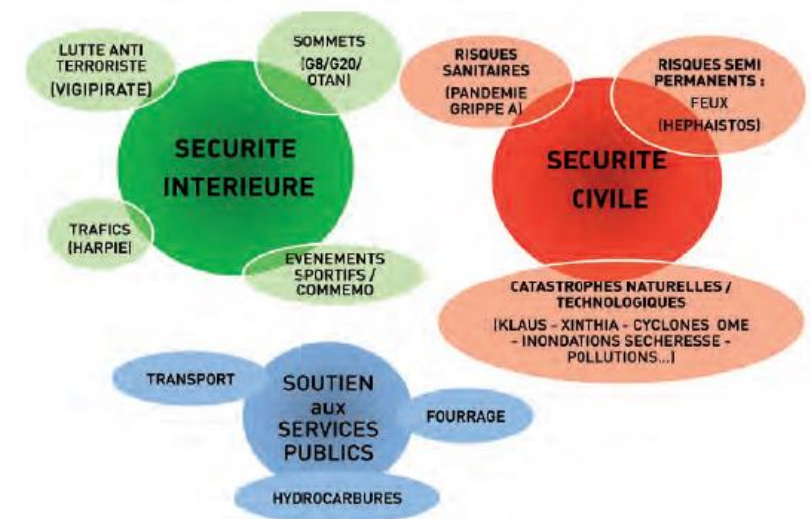 LUTTE ANTI
TERRORISTE
(VIGIPIRATE)
SOMMETS
(G8/G20/
OTAN)
SECURITE
INTERIEURE
TRAFICS
(HARPIE)
EVENEMENTS
SPORTIFS /
COMMEMO
RISQUES
SANITAIRES
(PANDEMIE
GRIPPE A)
RISQUES SEMI
PERMANENTS :
FEUX
(HEPHAISTOS)
SECURITE
CIVILE
CATASTROPHES NATURELLES /
TECHNOLOGIQUES
(KLAUS - XINTHIA - CYCLONES OME
- INONDATIONS SECHERESSE -
POLLUTIONS...)
TRANSPORT
SOUTIEN
aux
SERVICES
PUBLICS
FOURRAGE
HYDROCARBURES